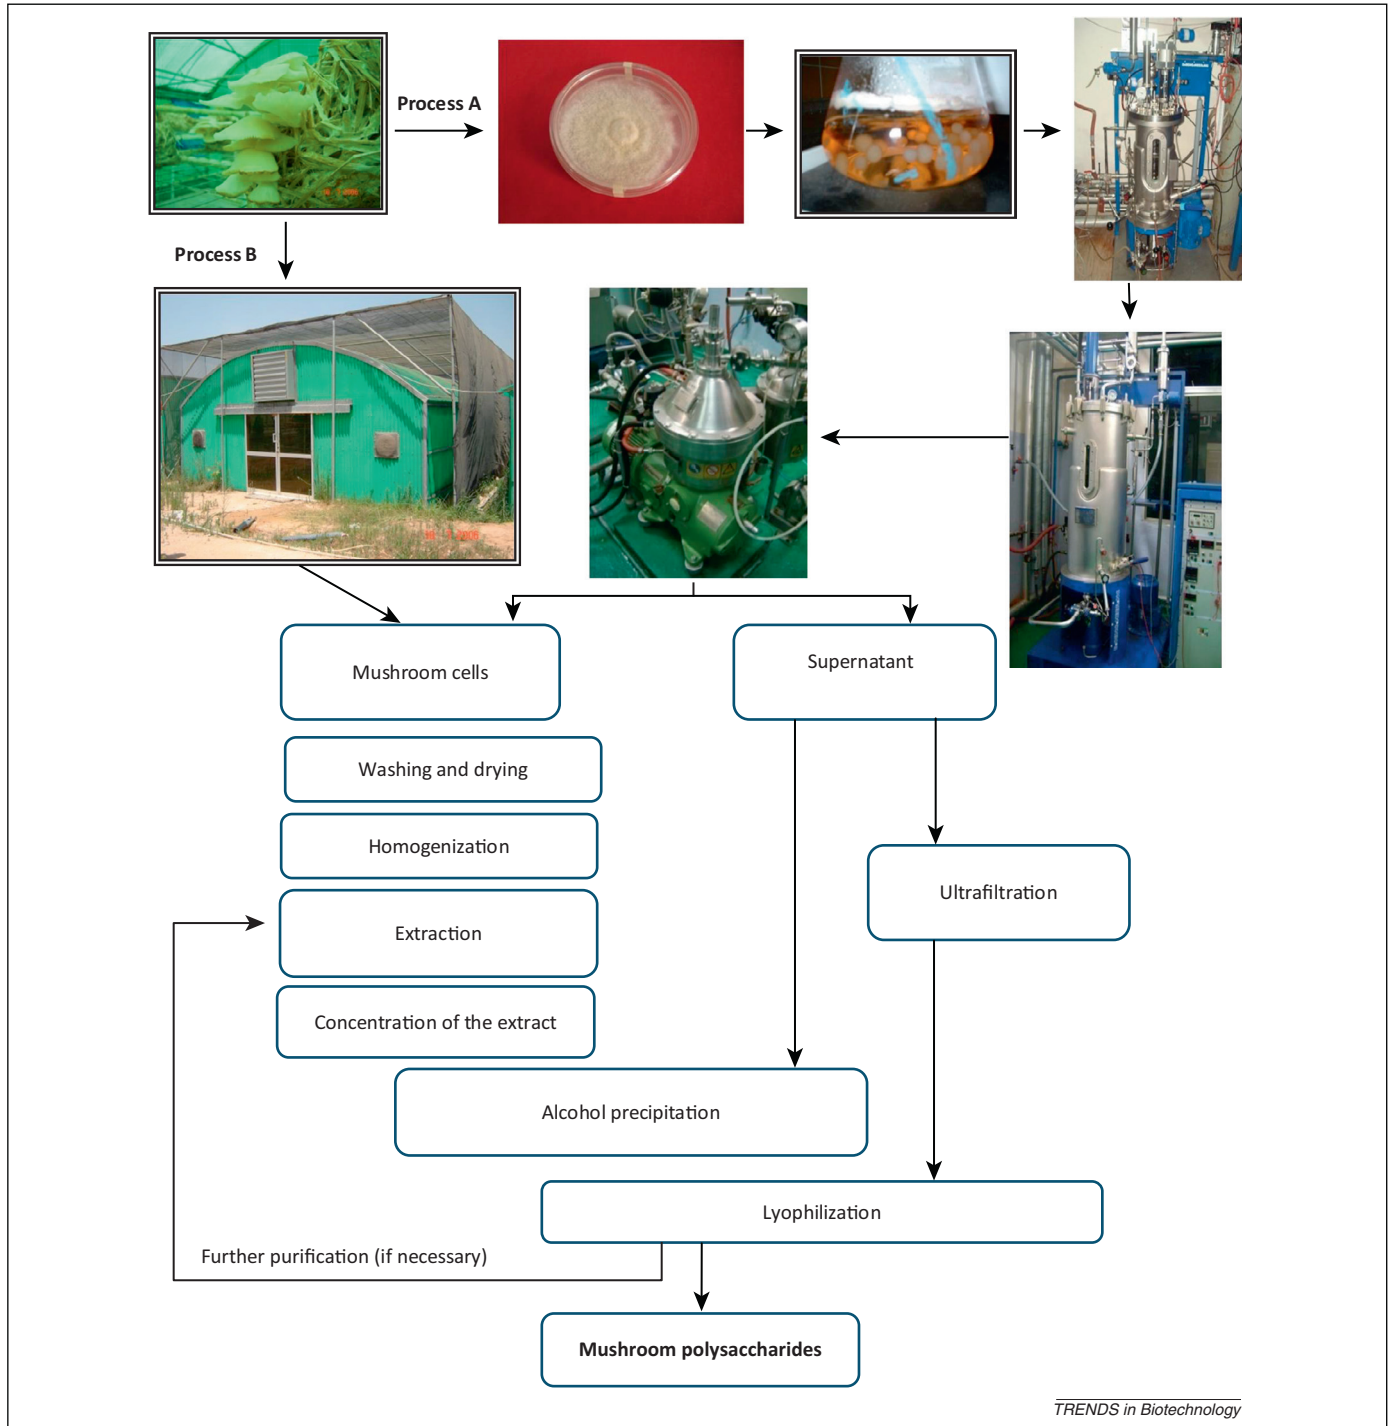 Process A
Process B
Mushroom cells
Supernatant
Washing and drying
Homogenization
Ultrafiltration
Extraction
Concentration of the extract
Alcohol precipitation
Lyophilization
Further purification (if necessary)
Mushroom polysaccharides
TRENDS in Biotechnology